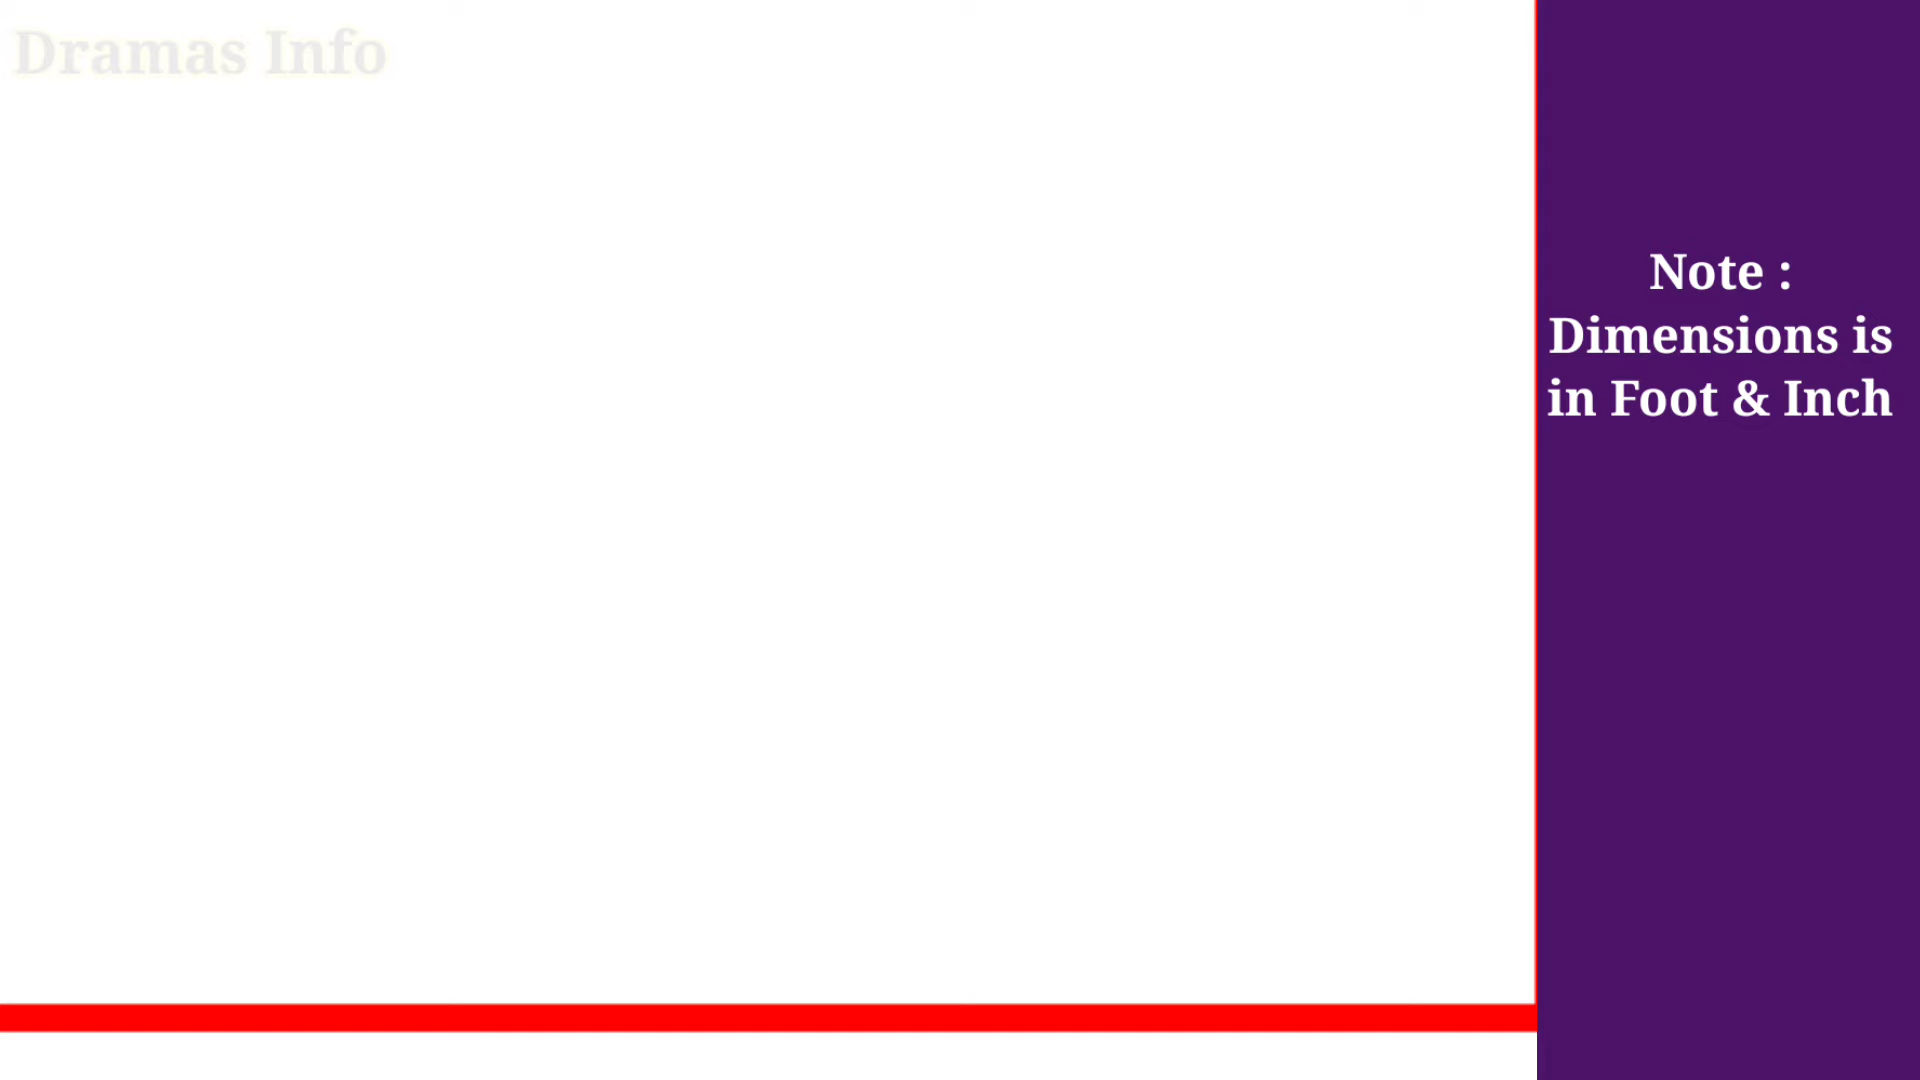 Dramas Info
Note :
Dimensions is
in Foot & Inch